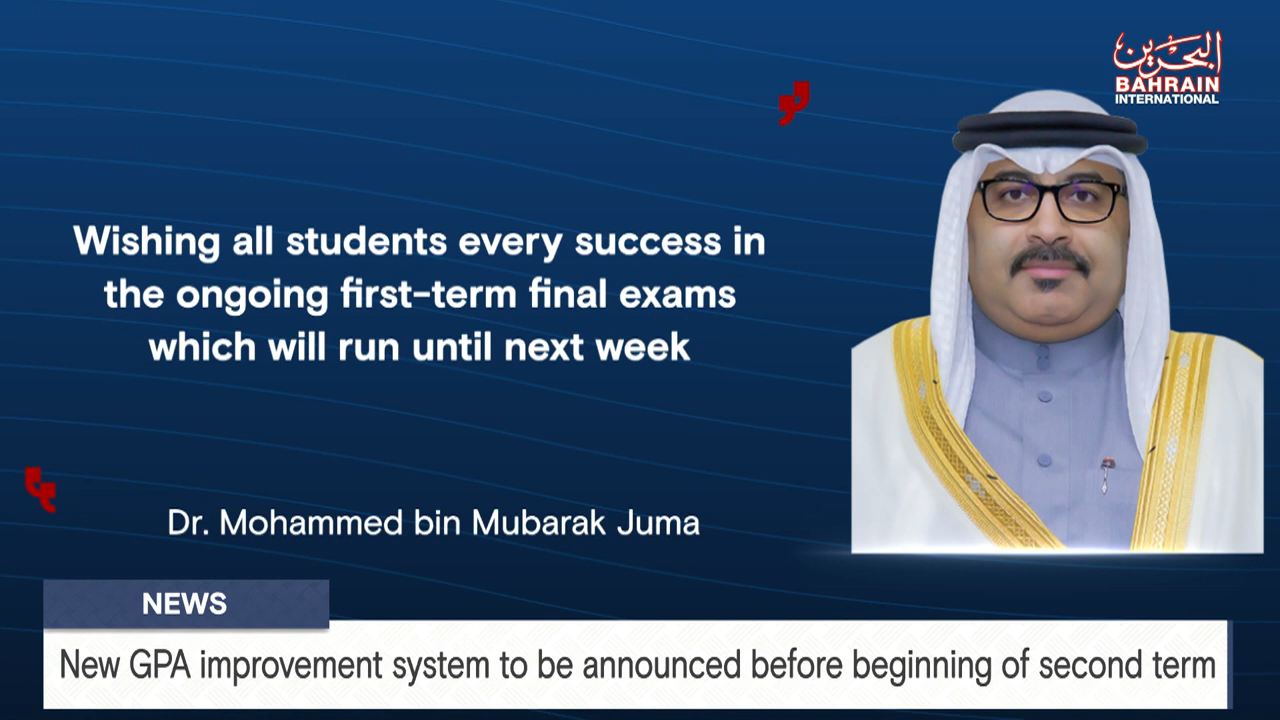 البحرين
BAHRAIN
INTERNATIONAL
Wishing all students every success in
the ongoing first-term final exams
which will run until next week
Dr. Mohammed bin Mubarak Juma
NEWS
New GPA improvement system to be announced before beginning of second term